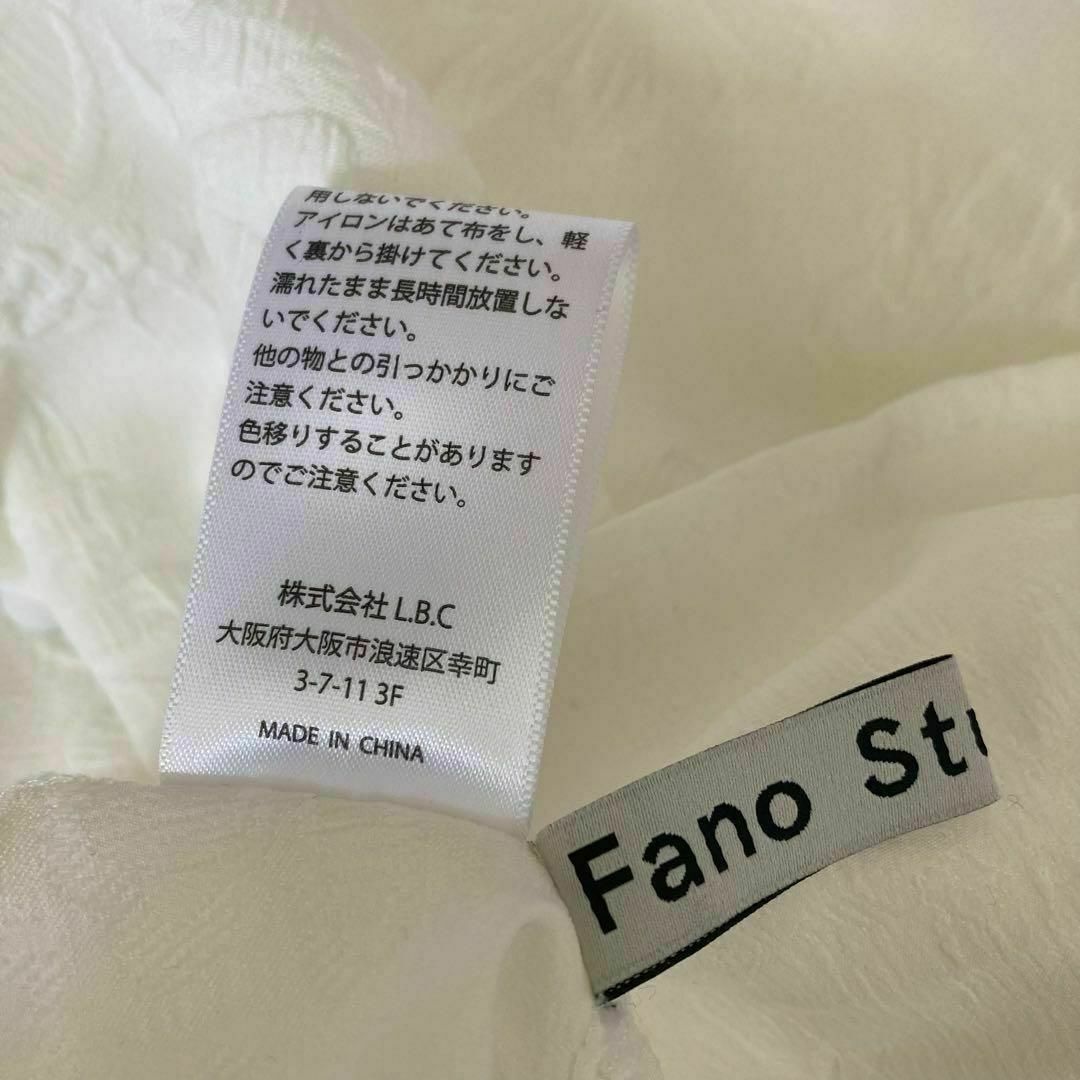 用しないでください。
アイロンはあて布をし、軽
く裏から掛けてください。
濡れたまま長時間放置しな
いでください。
他の物との引っかかりにご
注意ください。
色移りすることがあります
のでご注意ください。
株式会社 L.B.C
大阪府大阪市浪速区幸町
3-7-11 3F
MADE IN CHINA
Fano Stu